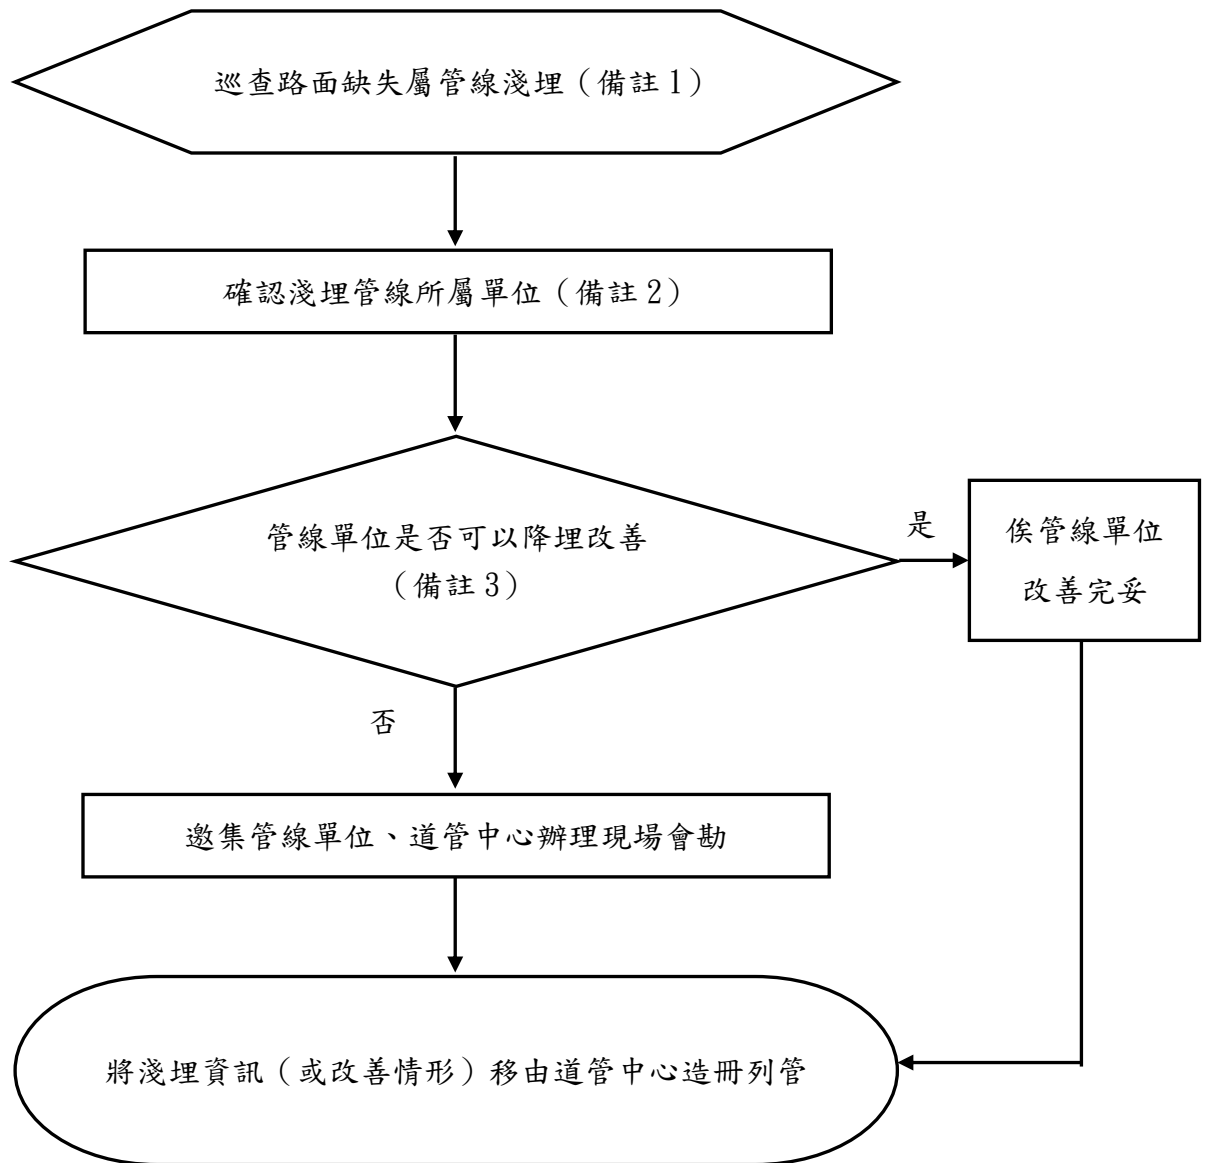 巡查路面缺失屬管線淺埋（備註1）
確認淺埋管線所屬單位（備註2）
管線單位是否可以降埋改善
（備註3）
是
俟管線單位
改善完妥
否
邀集管線單位、道管中心辦理現場會勘
將淺埋資訊（或改善情形）移由道管中心造冊列管